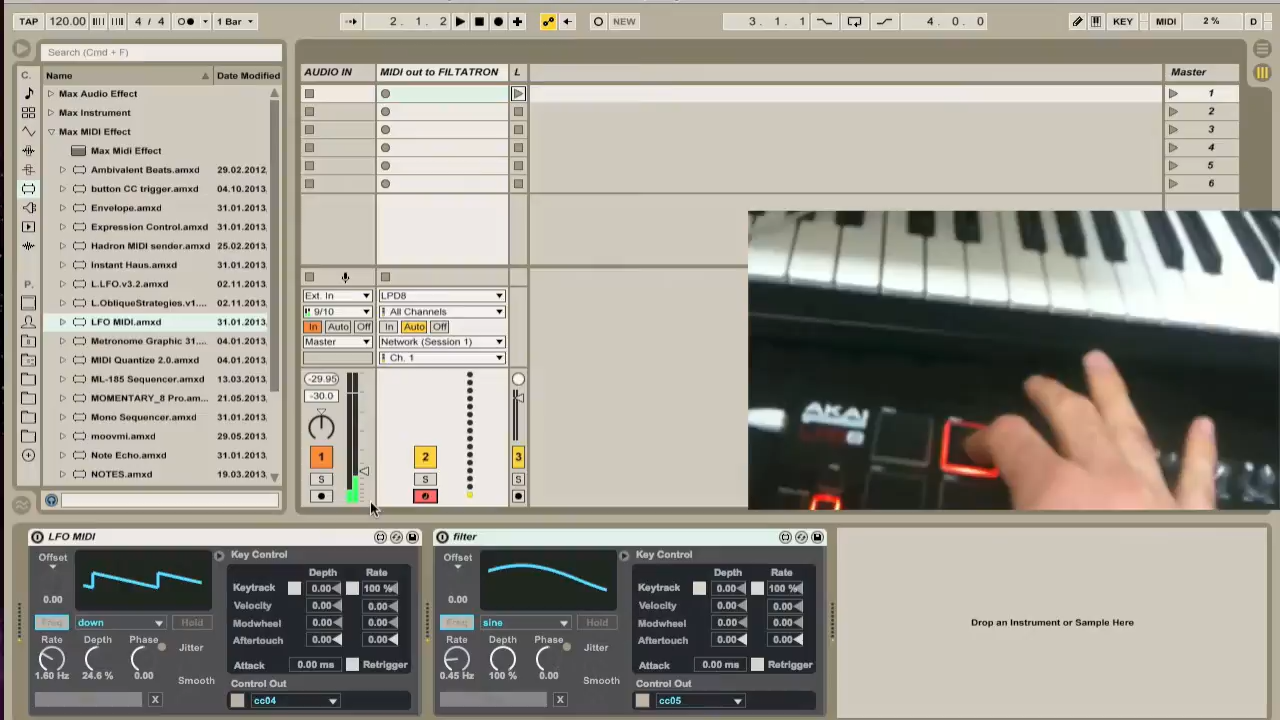 TAP 120.00 4 / 4 1 Bar 2. 1. 2 NEW 3. 1. 1 4. 0. 0 KEY MIDI 2 % D
Search (Cmd + F)
C. Name Date Modified
Max Audio Effect
Max Instrument
Max MIDI Effect
Max Midi Effect
Ambivalent Beats.amxd 29.02.2012,
button CC trigger.amxd 04.10.2013,
Envelope.amxd 31.01.2013,
Expression Control.amxd 31.01.2013,
Hadron MIDI sender.amxd 25.02.2013,
Instant Haus.amxd 31.01.2013,
L.LFO.v3.2.amxd 02.11.2013,
P. L.ObliqueStrategies.v1.... 02.11.2013,
LFO MIDI.amxd 31.01.2013,
Metronome Graphic 31.... 04.01.2013,
MIDI Quantize 2.0.amxd 04.01.2013,
ML-185 Sequencer.amxd 13.03.2013,
MOMENTARY_8 Pro.am... 21.05.2013,
Mono Sequencer.amxd 31.01.2013,
moovmi.amxd 29.05.2013,
Note Echo.amxd 31.01.2013,
NOTES.amxd 19.03.2013,
AUDIO IN MIDI out to FILTATRON L Master
1
2
3
4
5
6
Ext. In LPD8
9/10 All Channels
In Auto Off In Auto Off
Master Network (Session 1)
Ch. 1
-29.95
-30.0
1 2 3
S S S
AKAI
LFO MIDI
Offset
0.00
Freq down Hold
Rate Depth Phase Jitter
1.60 Hz 24.6 % 0.00 Smooth
X
Key Control
Depth Rate
Keytrack 0.00 100 %
Velocity 0.00 0.00
Modwheel 0.00 0.00
Aftertouch 0.00 0.00
Attack 0.00 ms Retrigger
Control Out
cc04
filter
Offset
0.00
Freq sine Hold
Rate Depth Phase Jitter
0.45 Hz 100 % 0.00 Smooth
X
Key Control
Depth Rate
Keytrack 0.00 100 %
Velocity 0.00 0.00
Modwheel 0.00 0.00
Aftertouch 0.00 0.00
Attack 0.00 ms Retrigger
Control Out
cc05
Drop an Instrument or Sample Here